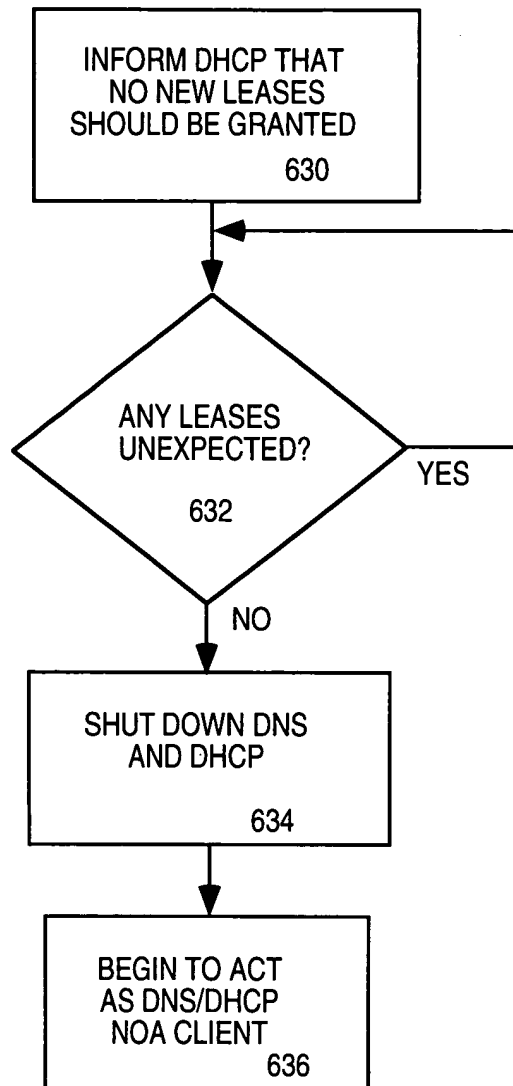 INFORM DHCP THAT
NO NEW LEASES
SHOULD BE GRANTED
630
ANY LEASES
UNEXPECTED?
632
YES
NO
SHUT DOWN DNS
AND DHCP
634
BEGIN TO ACT
AS DNS/DHCP
NOA CLIENT
636